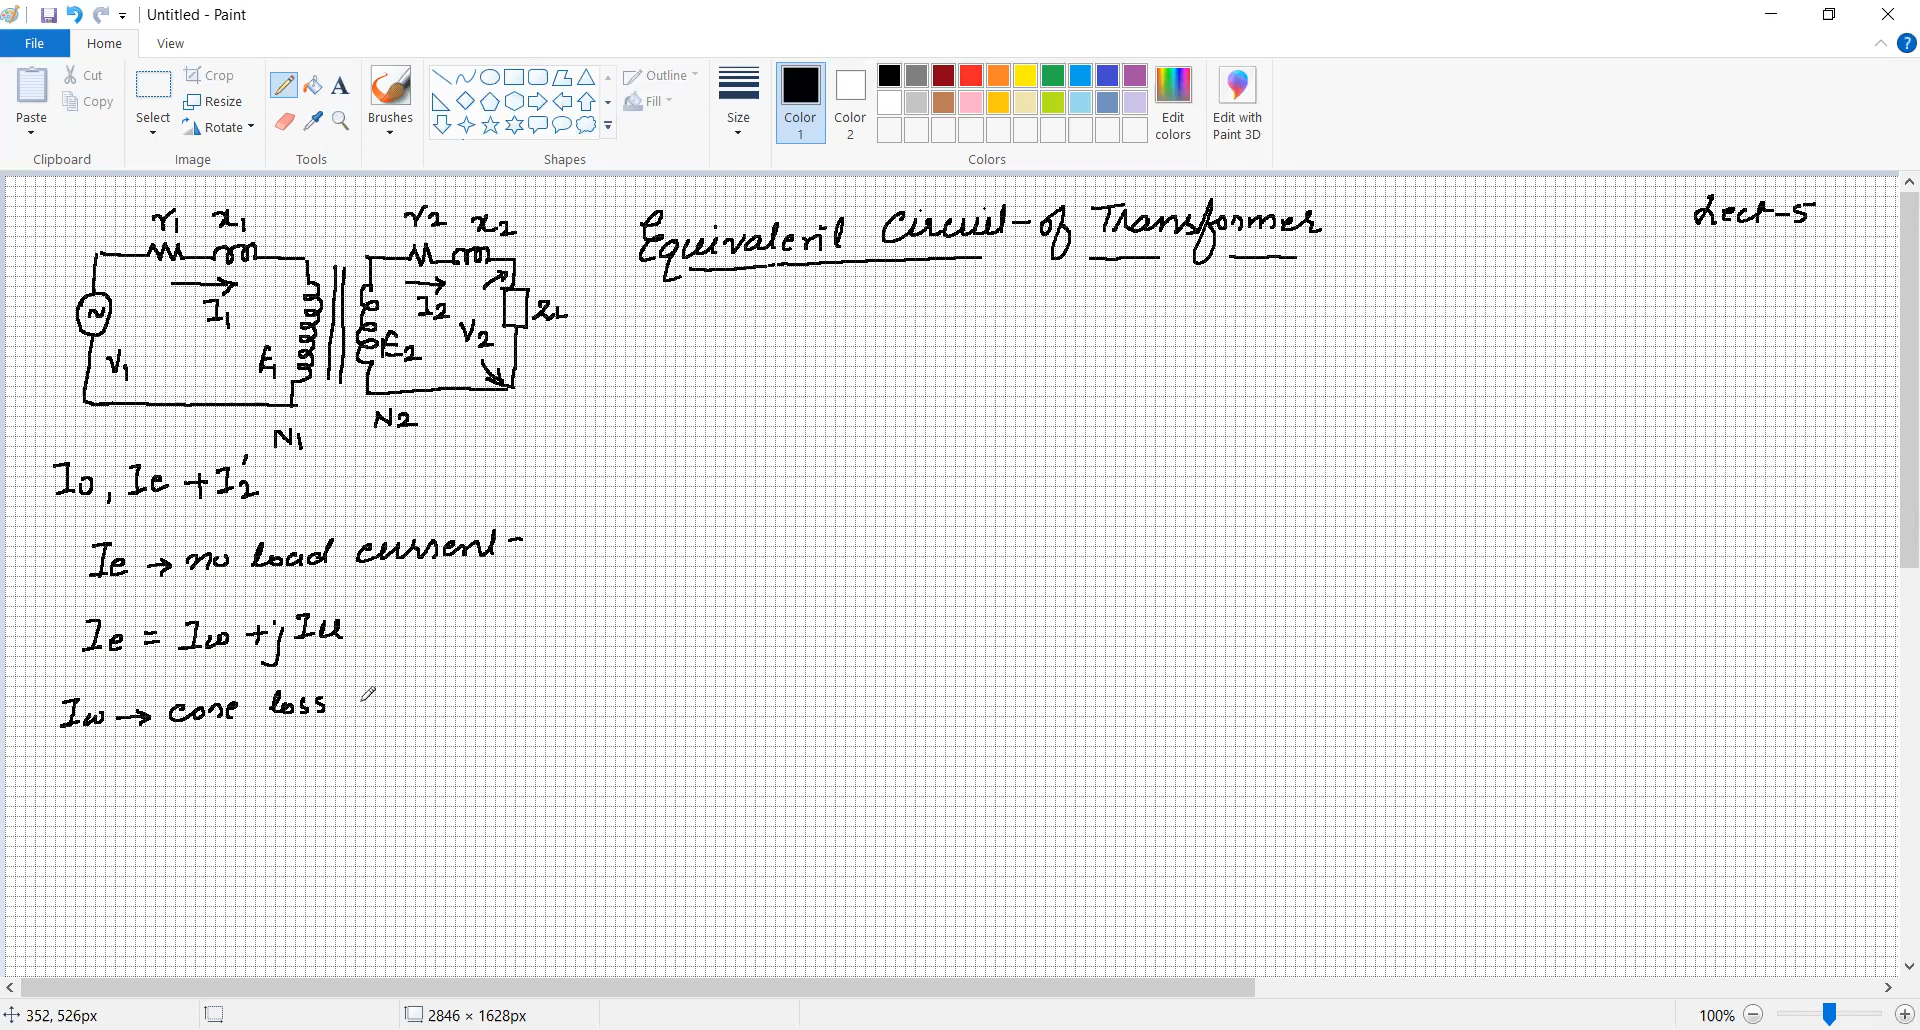 Untitled - Paint
File Home View
Paste Cut Copy Clipboard
Select Crop Resize Rotate Image
Tools
Brushes
Outline Fill Shapes
Size
Color 1 Color 2 Edit colors Edit with Paint 3D Colors
Equivalent Circuit of Transformer
Lect-5
r1 x1 r2 x2
I1 I2
V1 E1 E2 V2 ZL
N1 N2
I0, Ie + I2'
Ie → no load current
Ie = Iw + j Iu
Iw → core loss
352, 526px 2846 × 1628px 100%